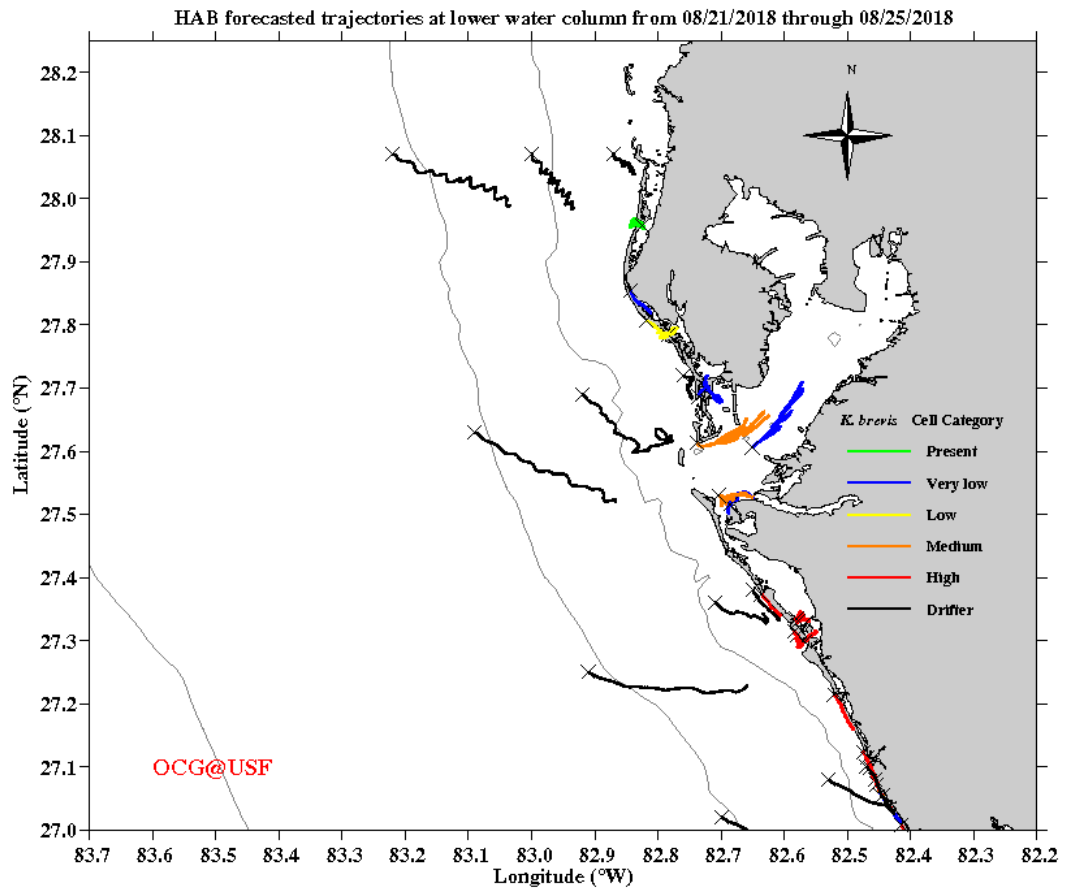 HAB forecasted trajectories at lower water column from 08/21/2018 through 08/25/2018
N
28.2
28.1
28.0
27.9
27.8
27.7
27.6
27.5
27.4
27.3
27.2
27.1
27.0
Latitude (°N)
K. brevis Cell Category
Present
Very low
Low
Medium
High
Drifter
OCG@USF
83.7 83.6 83.5 83.4 83.3 83.2 83.1 83.0 82.9 82.8 82.7 82.6 82.5 82.4 82.3 82.2
Longitude (°W)